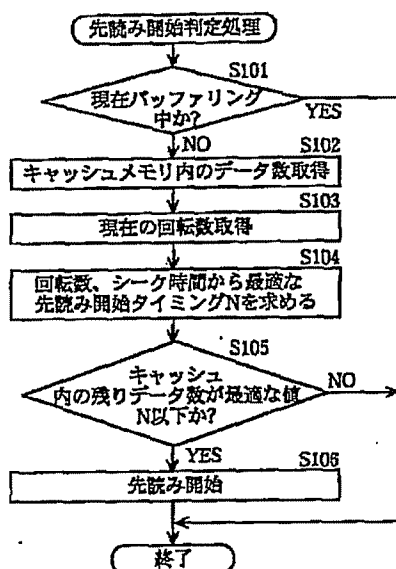 先読み開始判定処理
S101
現在バッファリング
中か?
YES
NO
S102
キャッシュメモリ内のデータ数取得
S103
現在の回転数取得
S104
回転数、シーク時間から最適な
先読み開始タイミングNを求める
S105
キャッシュ
内の残りデータ数が最適な値
N以下か?
NO
YES
S106
先読み開始
終了